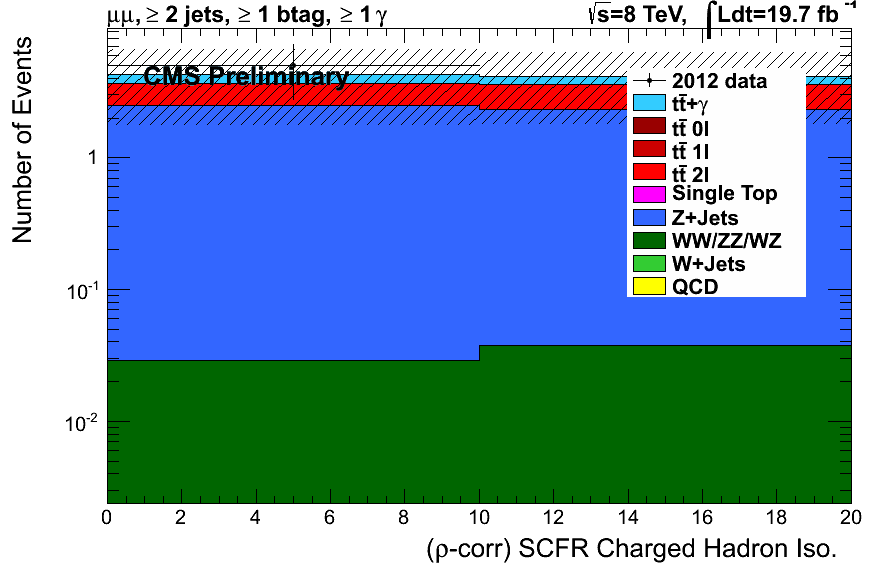 μμ, ≥ 2 jets, ≥ 1 btag, ≥ 1 γ
√s=8 TeV, ∫Ldt=19.7 fb⁻¹
CMS Preliminary
2012 data
tt̄+γ
tt̄ 0l
tt̄ 1l
tt̄ 2l
Single Top
Z+Jets
WW/ZZ/WZ
W+Jets
QCD
Number of Events
1
10⁻¹
10⁻²
0 2 4 6 8 10 12 14 16 18 20
(ρ-corr) SCFR Charged Hadron Iso.